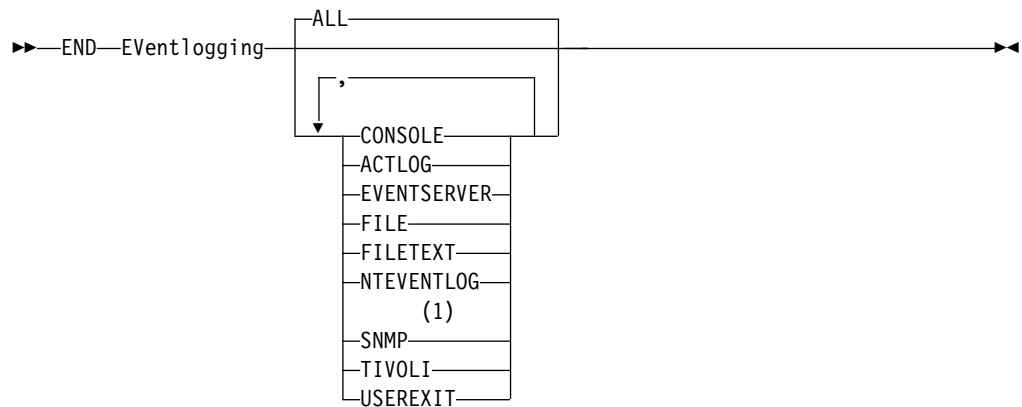 ALL
END EVentlogging
,
CONSOLE
ACTLOG
EVENTSERVER
FILE
FILETEXT
NTEVENTLOG
(1)
SNMP
TIVOLI
USEREXIT